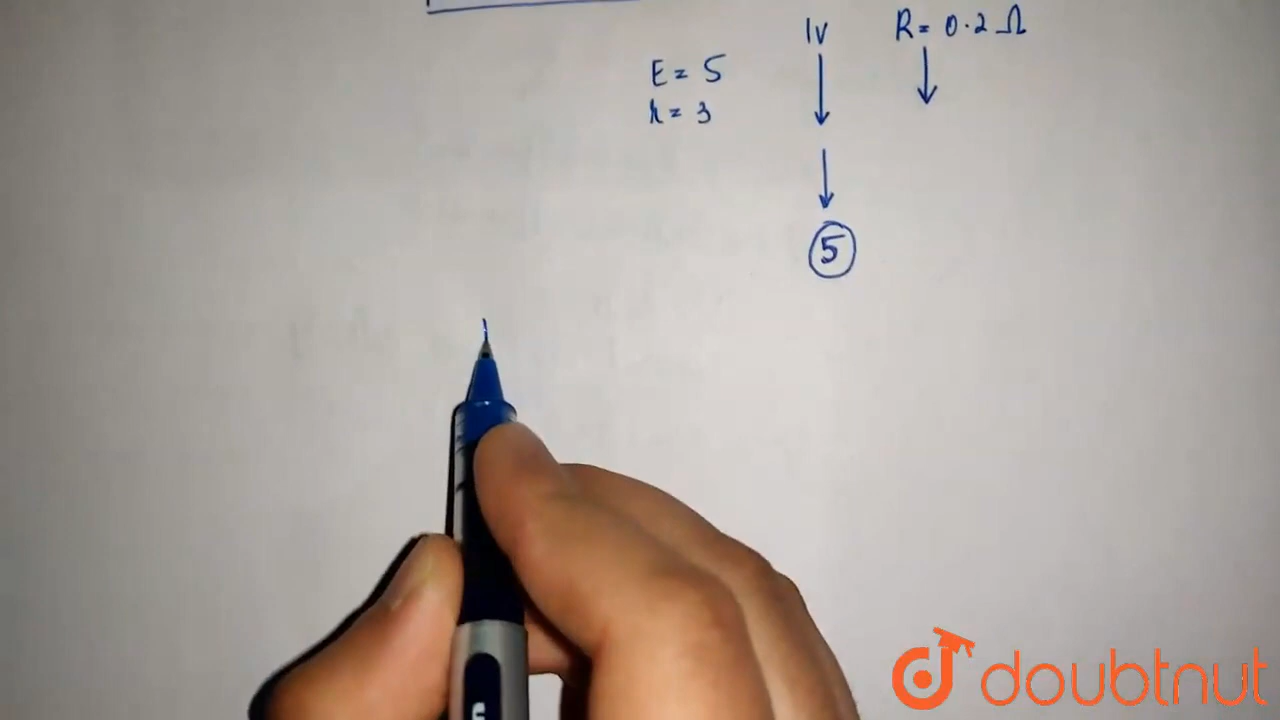 1v R = 0.2 Ω
E = 5
r = 3
5
doubtnut